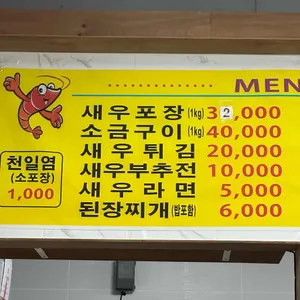 MEN
새우포장(1kg) 32,000
소금구이(1kg) 40,000
새우튀김 20,000
새우부추전 10,000
새우라면 5,000
된장찌개(밥포함) 6,000
천일염
(소포장)
1,000